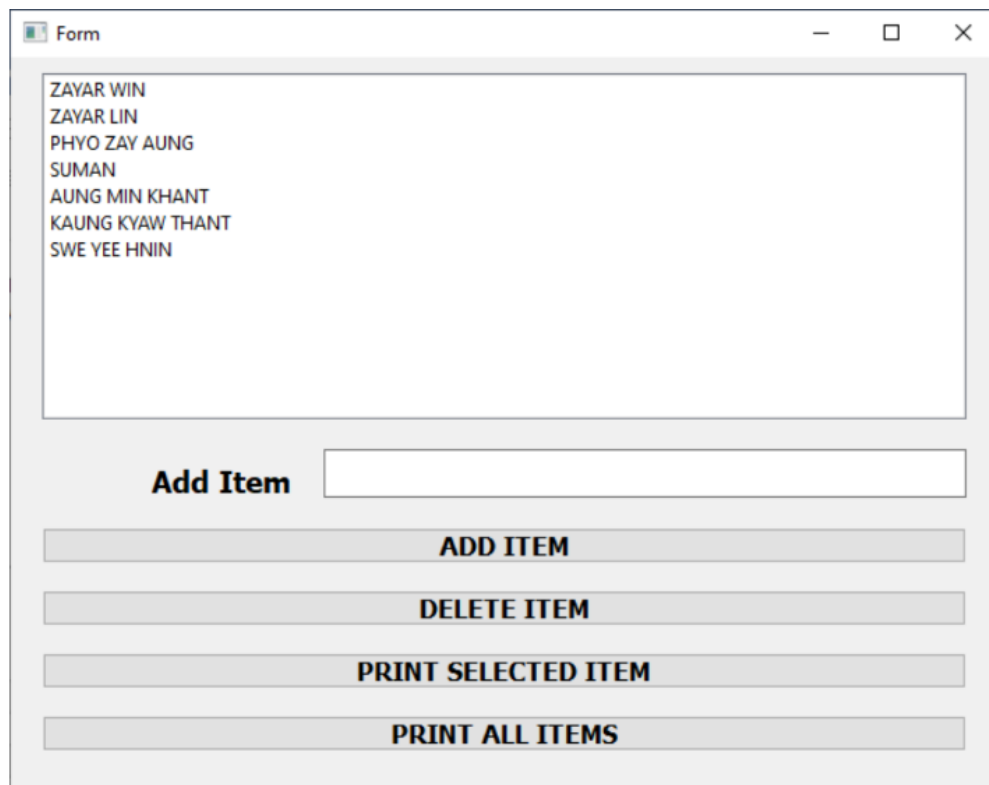 Form
ZAYAR WIN
ZAYAR LIN
PHYO ZAY AUNG
SUMAN
AUNG MIN KHANT
KAUNG KYAW THANT
SWE YEE HNIN
Add Item
ADD ITEM
DELETE ITEM
PRINT SELECTED ITEM
PRINT ALL ITEMS